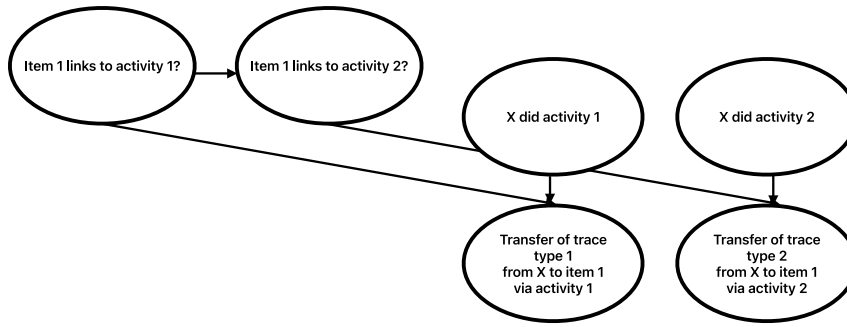 Item 1 links to activity 1?
Item 1 links to activity 2?
X did activity 1
X did activity 2
Transfer of trace
type 1
from X to item 1
via activity 1
Transfer of trace
type 2
from X to item 1
via activity 2